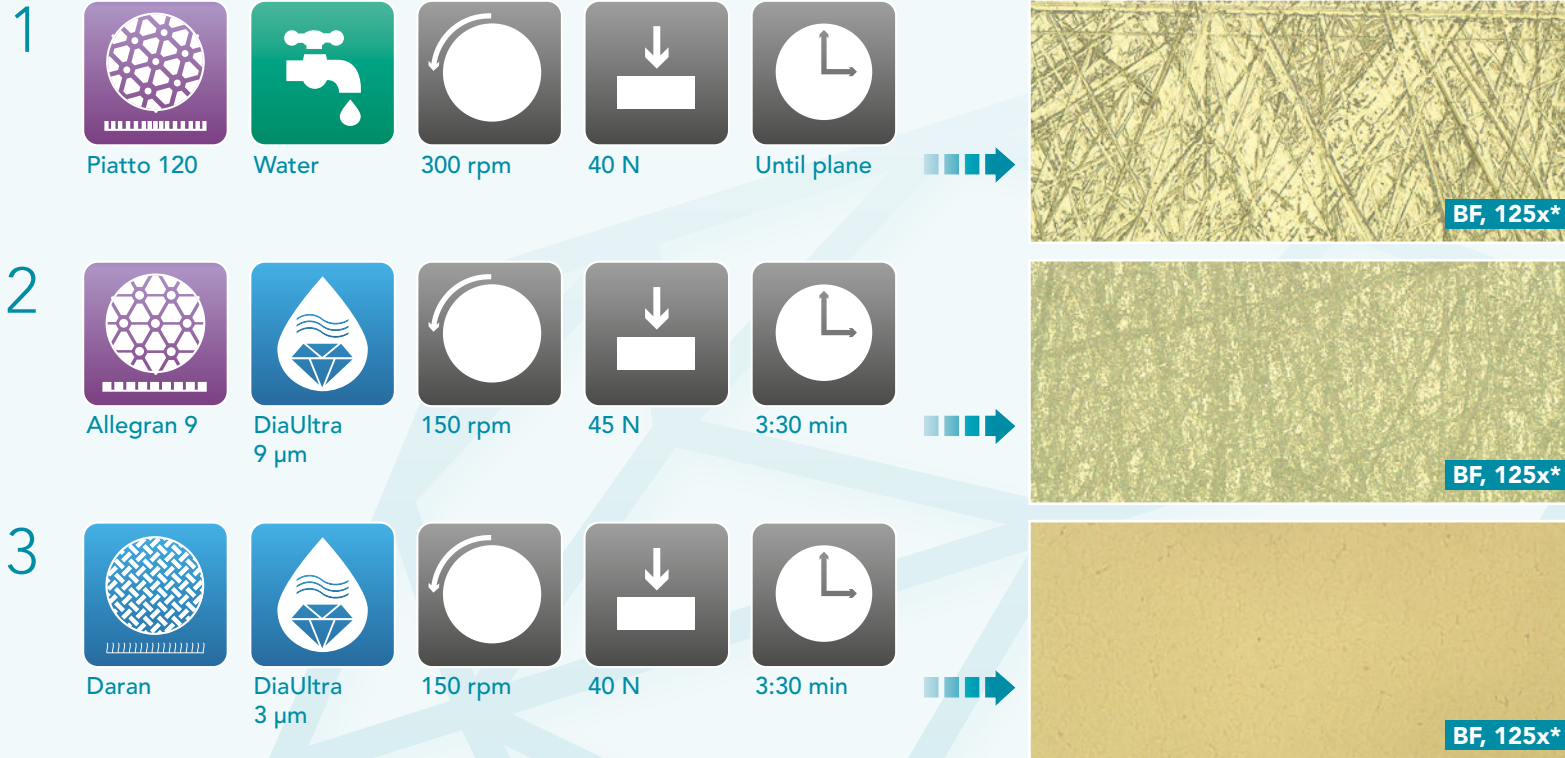 1
Piatto 120
Water
300 rpm
40 N
Until plane
BF, 125x*
2
Allegran 9
DiaUltra
9 µm
150 rpm
45 N
3:30 min
BF, 125x*
3
Daran
DiaUltra
3 µm
150 rpm
40 N
3:30 min
BF, 125x*